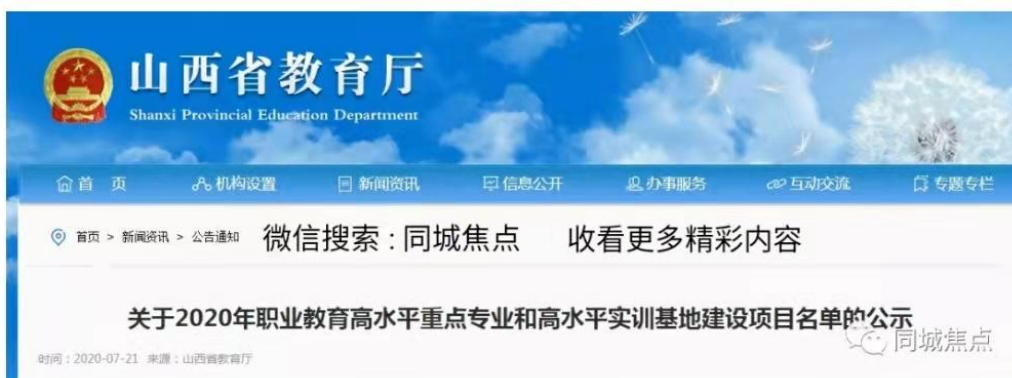 山西省教育厅
Shanxi Provincial Education Department
首 页 机构设置 新闻资讯 信息公开 办事服务 互动交流 专题专栏
首页 > 新闻资讯 > 公告通知 微信搜索:同城焦点 收看更多精彩内容
关于2020年职业教育高水平重点专业和高水平实训基地建设项目名单的公示
时间:2020-07-21 来源:山西省教育厅
同城焦点